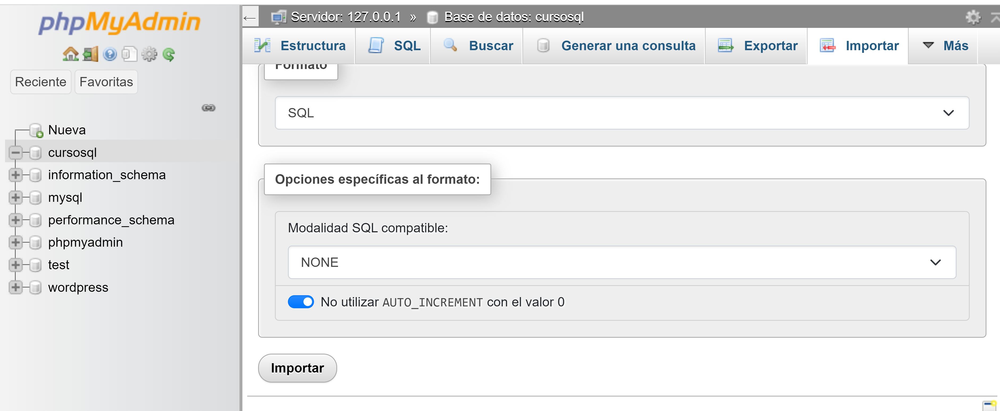 phpMyAdmin
Reciente Favoritas
Nueva
cursosql
information_schema
mysql
performance_schema
phpmyadmin
test
wordpress
Servidor: 127.0.0.1 » Base de datos: cursosql
Estructura SQL Buscar Generar una consulta Exportar Importar Más
Formato
SQL
Opciones específicas al formato:
Modalidad SQL compatible:
NONE
No utilizar AUTO_INCREMENT con el valor 0
Importar